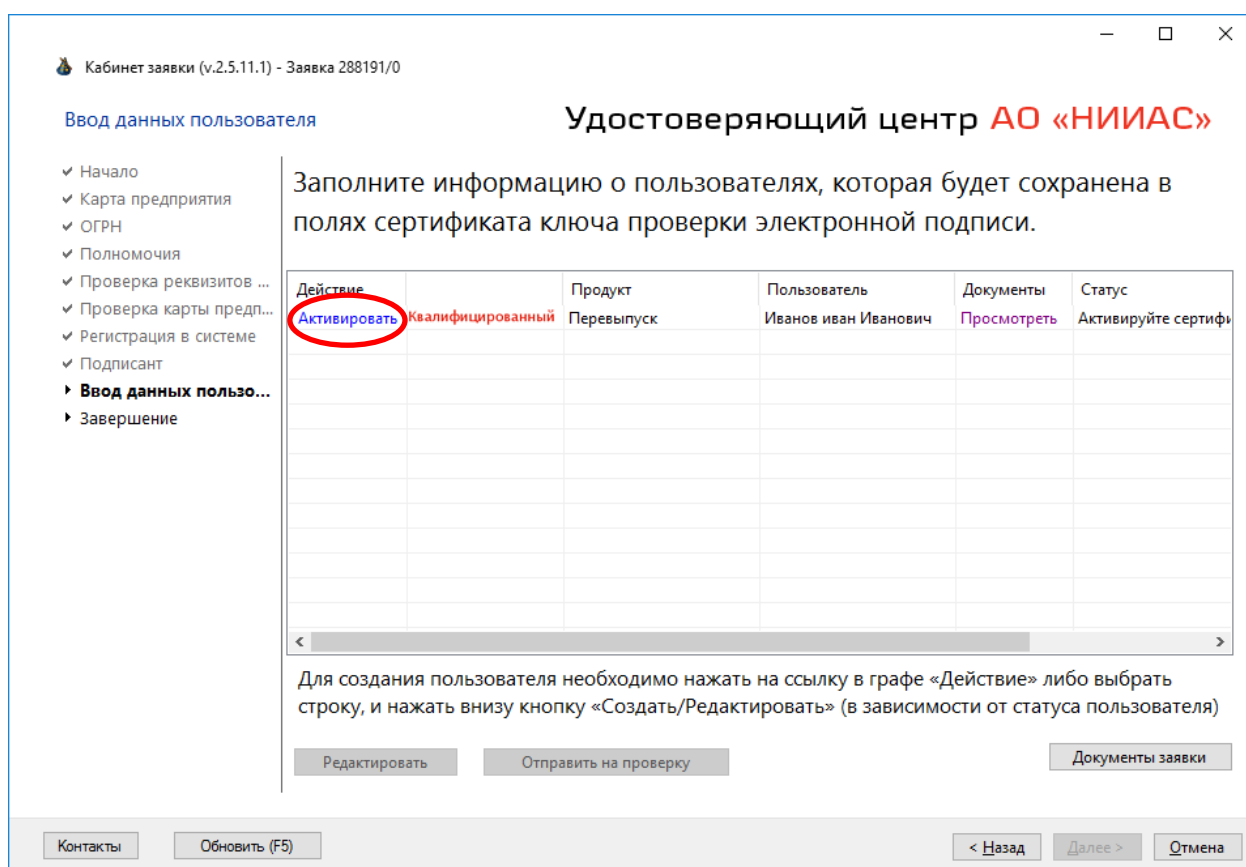 Кабинет заявки (v.2.5.11.1) - Заявка 288191/0
Ввод данных пользователя
Удостоверяющий центр АО «НИИАС»
Начало
Карта предприятия
ОГРН
Полномочия
Проверка реквизитов ...
Проверка карты предп...
Регистрация в системе
Подписант
Ввод данных пользо...
Завершение
Заполните информацию о пользователях, которая будет сохранена в
полях сертификата ключа проверки электронной подписи.
Действие Продукт Пользователь Документы Статус
Активировать Квалифицированный Перевыпуск Иванов иван Иванович Просмотреть Активируйте сертифи
Для создания пользователя необходимо нажать на ссылку в графе «Действие» либо выбрать
строку, и нажать внизу кнопку «Создать/Редактировать» (в зависимости от статуса пользователя)
Редактировать Отправить на проверку Документы заявки
Контакты Обновить (F5) < Назад Далее > Отмена